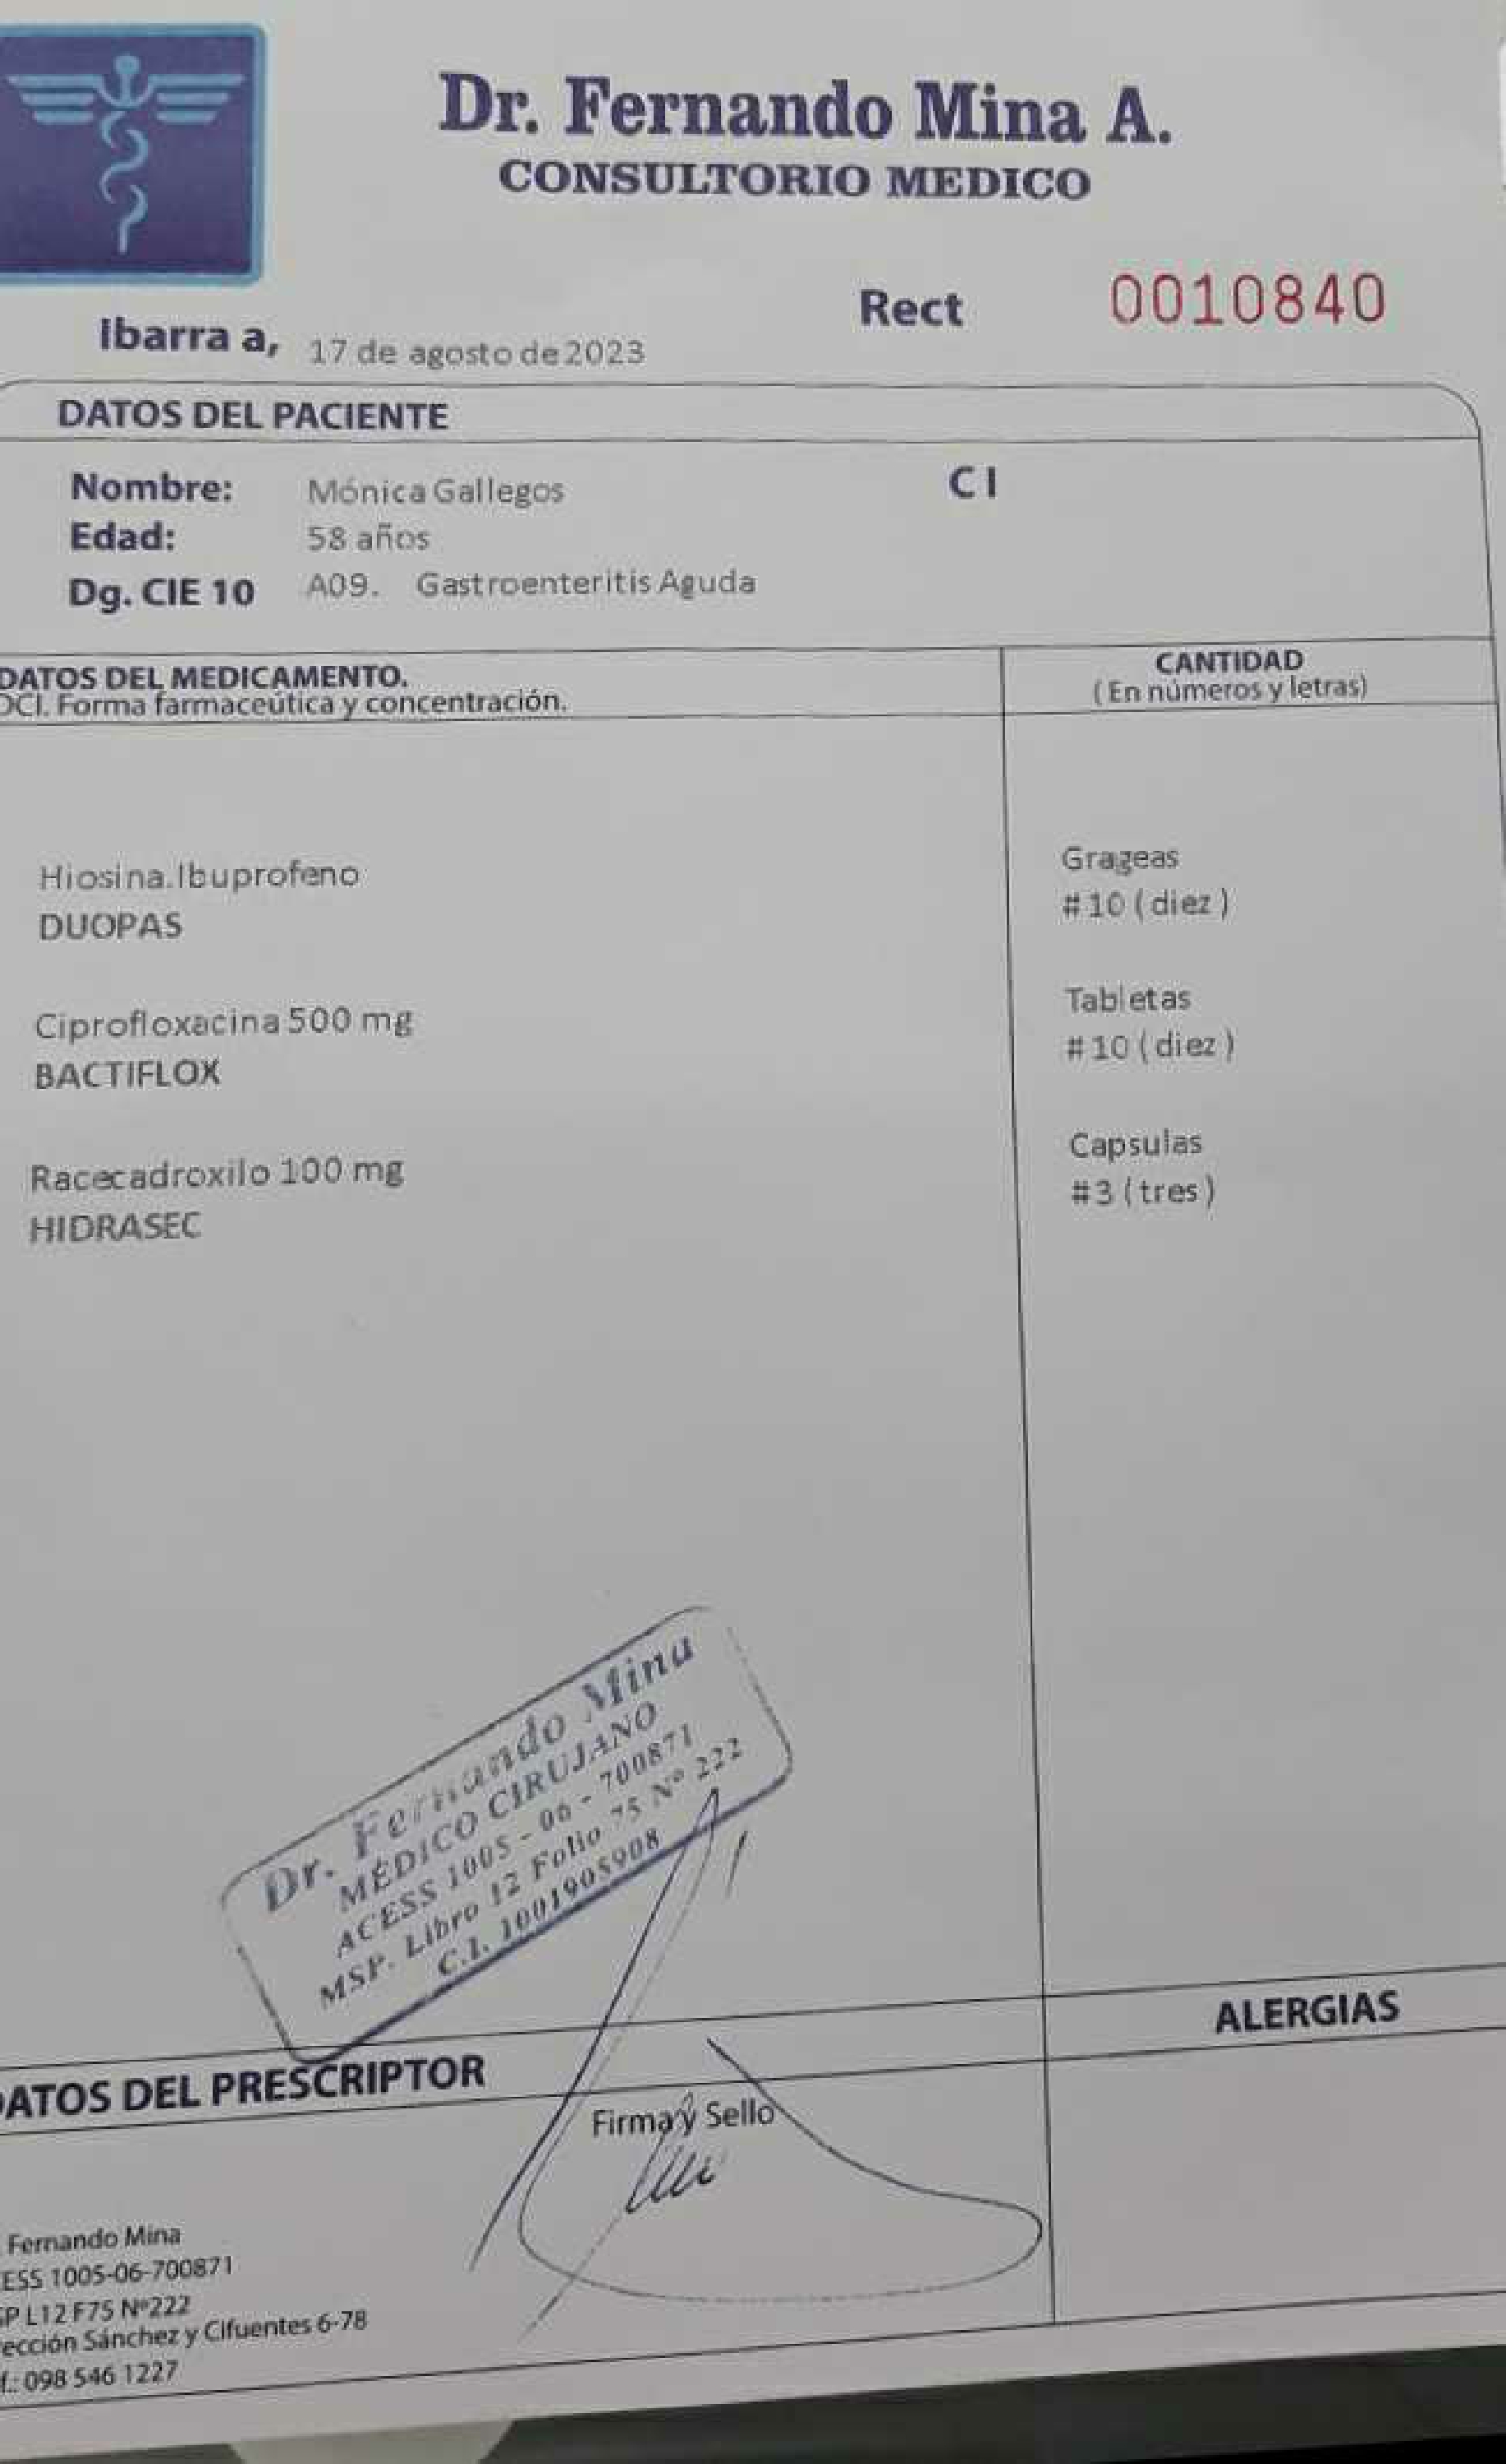 Dr. Fernando Mina A.
CONSULTORIO MEDICO
Rect 0010840
Ibarra a, 17 de agosto de 2023
DATOS DEL PACIENTE
Nombre: Mónica Gallegos CI
Edad: 58 años
Dg. CIE 10 A09. Gastroenteritis Aguda
DATOS DEL MEDICAMENTO.
DCI. Forma farmaceútica y concentración.
CANTIDAD
(En números y letras)
Hiosina.Ibuprofeno
DUOPAS
Grageas
#10 (diez)
Ciprofloxacina 500 mg
BACTIFLOX
Tabletas
#10 (diez)
Racecadroxilo 100 mg
HIDRASEC
Capsulas
#3 (tres)
Dr. Fernando Mina
MÉDICO CIRUJANO
ACESS 1005 - 06 - 700871
MSP. Libro 12 Folio 75 Nº 222
C.I. 1001905908
DATOS DEL PRESCRIPTOR
ALERGIAS
Firma y Sello
Fernando Mina
ESS 1005-06-700871
SP L12 F75 Nº222
rección Sánchez y Cifuentes 6-78
f.: 098 546 1227